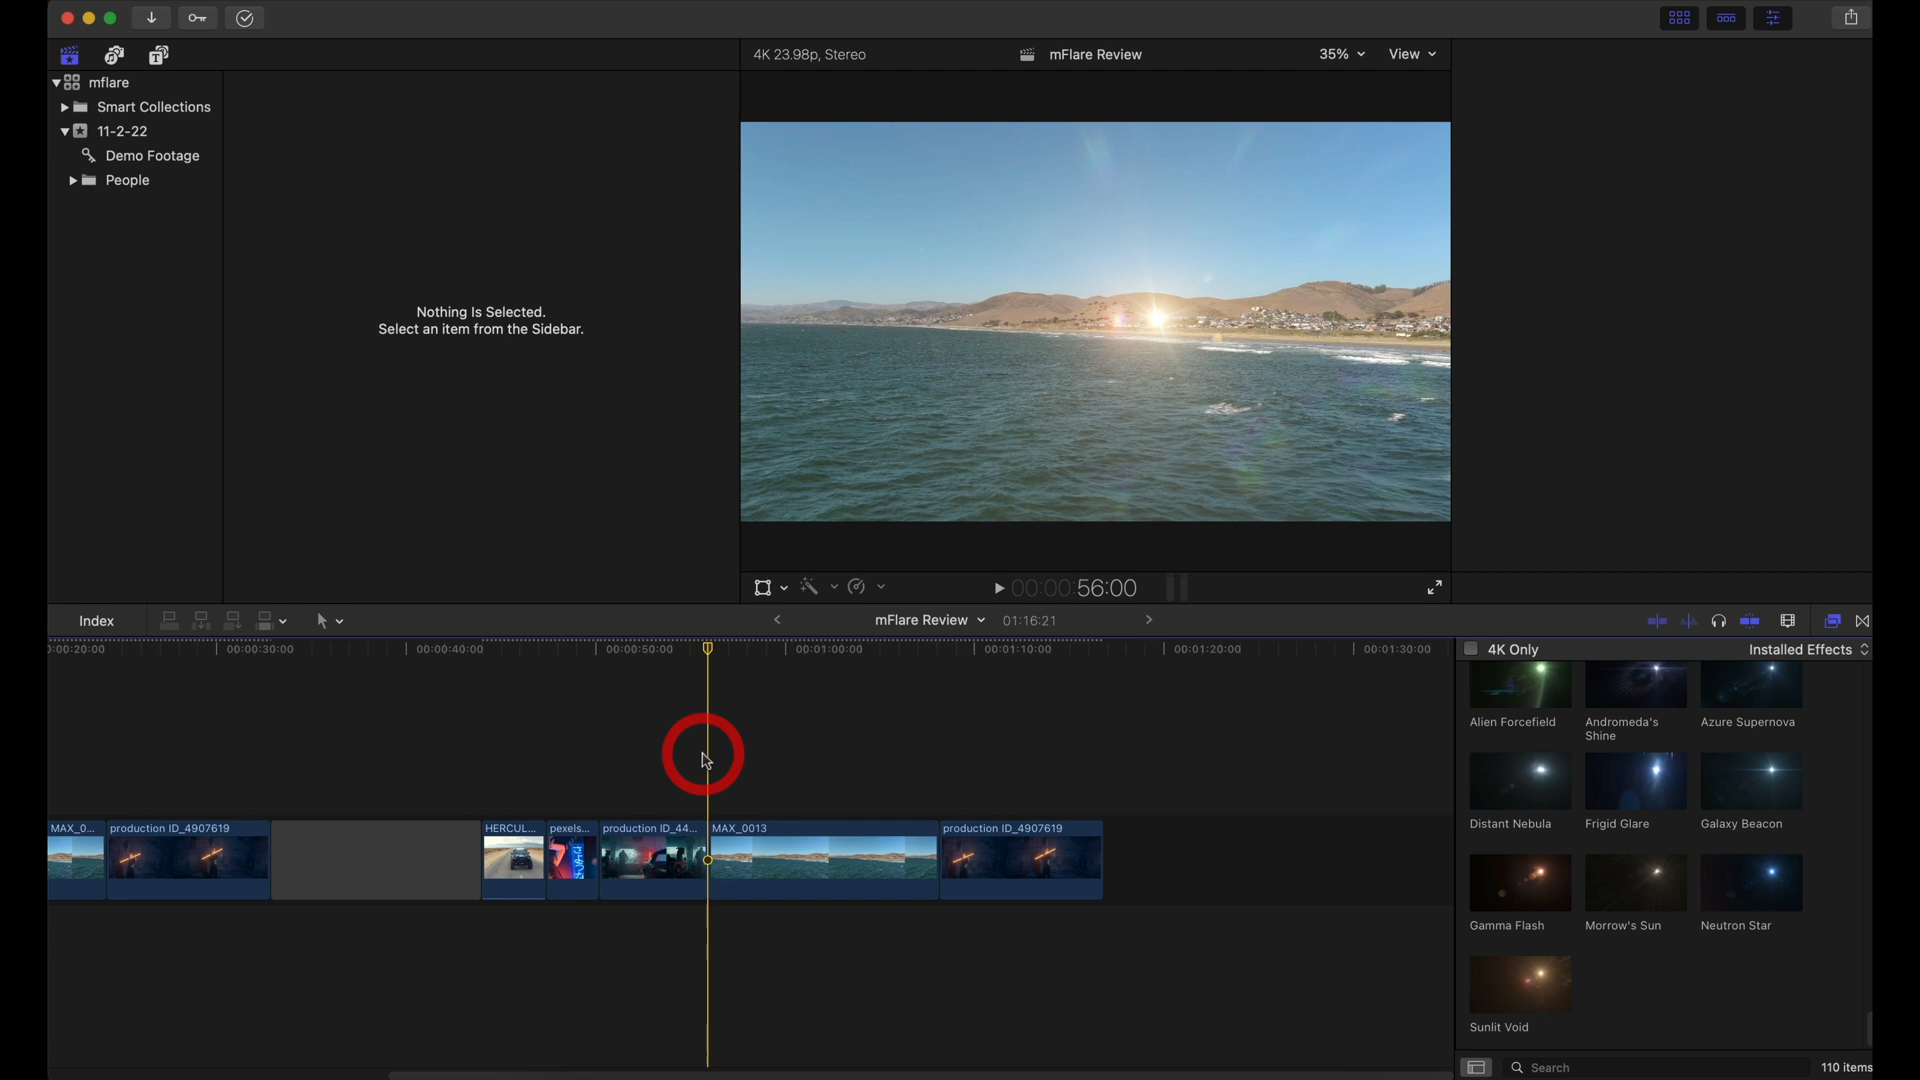 4K 23.98p, Stereo
mFlare Review
35%
View
mflare
Smart Collections
11-2-22
Demo Footage
People
Nothing Is Selected.
Select an item from the Sidebar.
00:00:56:00
Index
mFlare Review
01:16:21
0:00:20:00
00:00:30:00
00:00:40:00
00:00:50:00
00:01:00:00
00:01:10:00
00:01:20:00
00:01:30:00
MAX_0...
production ID_4907619
HERCUL...
pexels...
production ID_44...
MAX_0013
production ID_4907619
4K Only
Installed Effects
Alien Forcefield
Andromeda's
Shine
Azure Supernova
Distant Nebula
Frigid Glare
Galaxy Beacon
Gamma Flash
Morrow's Sun
Neutron Star
Sunlit Void
Search
110 items